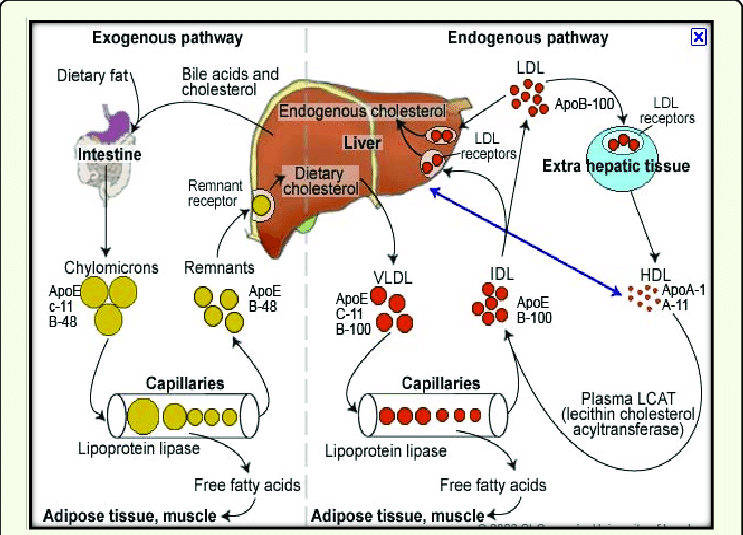 Exogenous pathway
Endogenous pathway
Dietary fat
Bile acids and
cholesterol
Intestine
Endogenous cholesterol
Liver
LDL
receptors
Dietary
cholesterol
Remnant
receptor
LDL
ApoB-100
LDL
receptors
Extra hepatic tissue
Chylomicrons
ApoE
c-11
B-48
Remnants
ApoE
B-48
VLDL
ApoE
C-11
B-100
IDL
ApoE
B-100
HDL
ApoA-1
A-11
Capillaries
Lipoprotein lipase
Capillaries
Lipoprotein lipase
Plasma LCAT
(lecithin cholesterol
acyltransferase)
Free fatty acids
Free fatty acids
Adipose tissue, muscle
Adipose tissue, muscle